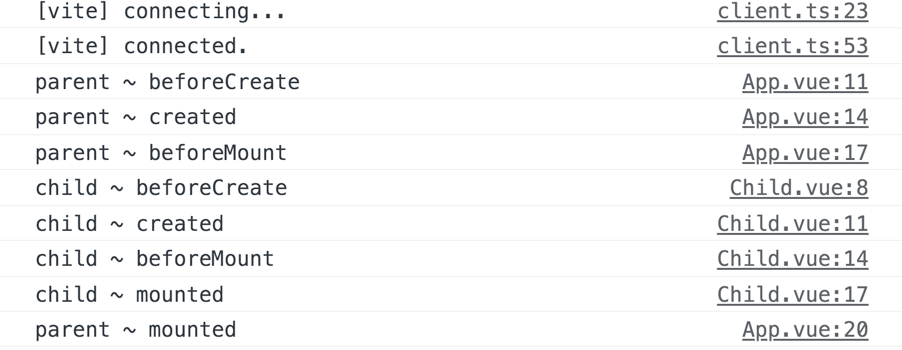 [vite] connecting... client.ts:23
[vite] connected. client.ts:53
parent ~ beforeCreate App.vue:11
parent ~ created App.vue:14
parent ~ beforeMount App.vue:17
child ~ beforeCreate Child.vue:8
child ~ created Child.vue:11
child ~ beforeMount Child.vue:14
child ~ mounted Child.vue:17
parent ~ mounted App.vue:20